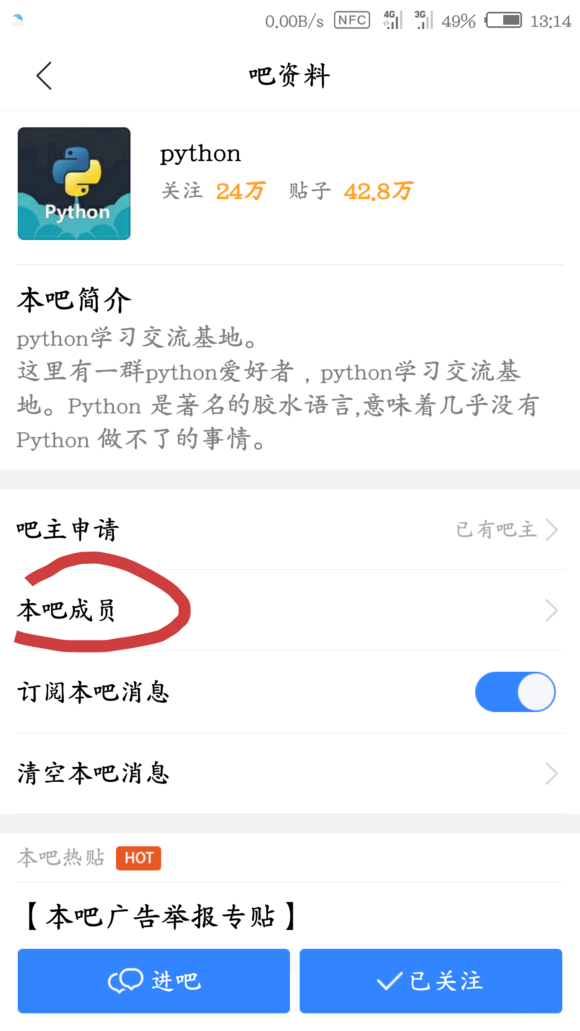 0.00B/s NFC 4G 3G 49% 13:14
吧资料
python
关注 24万 贴子 42.8万
Python
本吧简介
python学习交流基地。
这里有一群python爱好者，python学习交流基
地。Python 是著名的胶水语言,意味着几乎没有
Python 做不了的事情。
吧主申请 已有吧主
本吧成员
订阅本吧消息
清空本吧消息
本吧热贴 HOT
【本吧广告举报专贴】
进吧 已关注